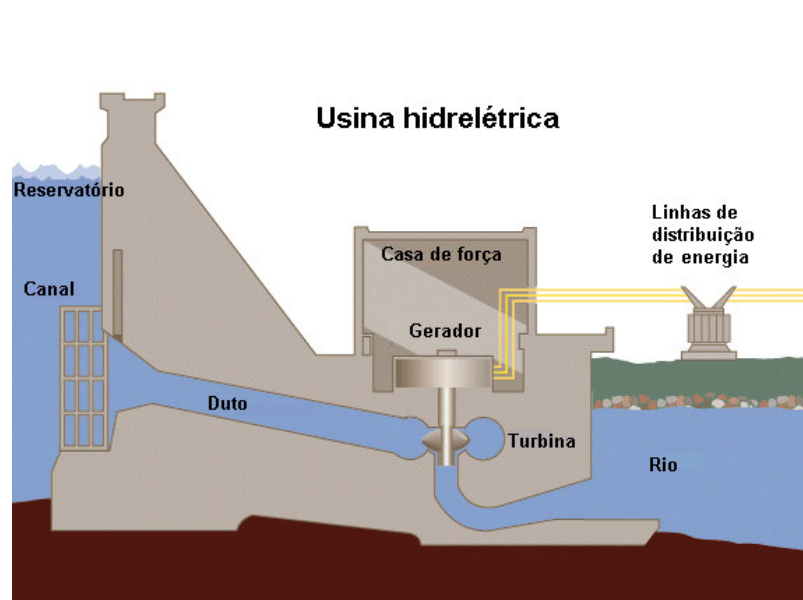 Usina hidrelétrica
Reservatório
Linhas de
distribuição
de energia
Casa de força
Canal
Gerador
Duto
Turbina
Rio